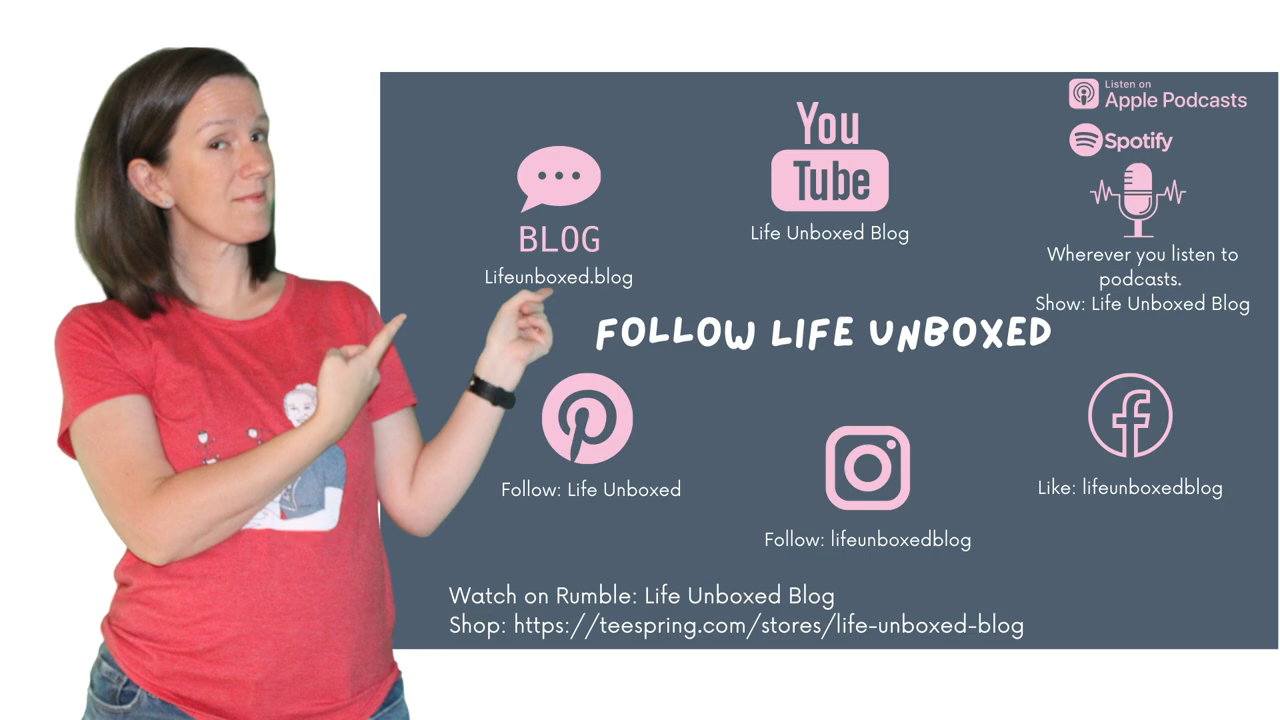 Listen on
Apple Podcasts
Spotify
You
Tube
Life Unboxed Blog
BLOG
Lifeunboxed.blog
Wherever you listen to
podcasts.
Show: Life Unboxed Blog
FOLLOW LIFE UNBOXED
Follow: Life Unboxed
Follow: lifeunboxedblog
Like: lifeunboxedblog
Watch on Rumble: Life Unboxed Blog
Shop: https://teespring.com/stores/life-unboxed-blog